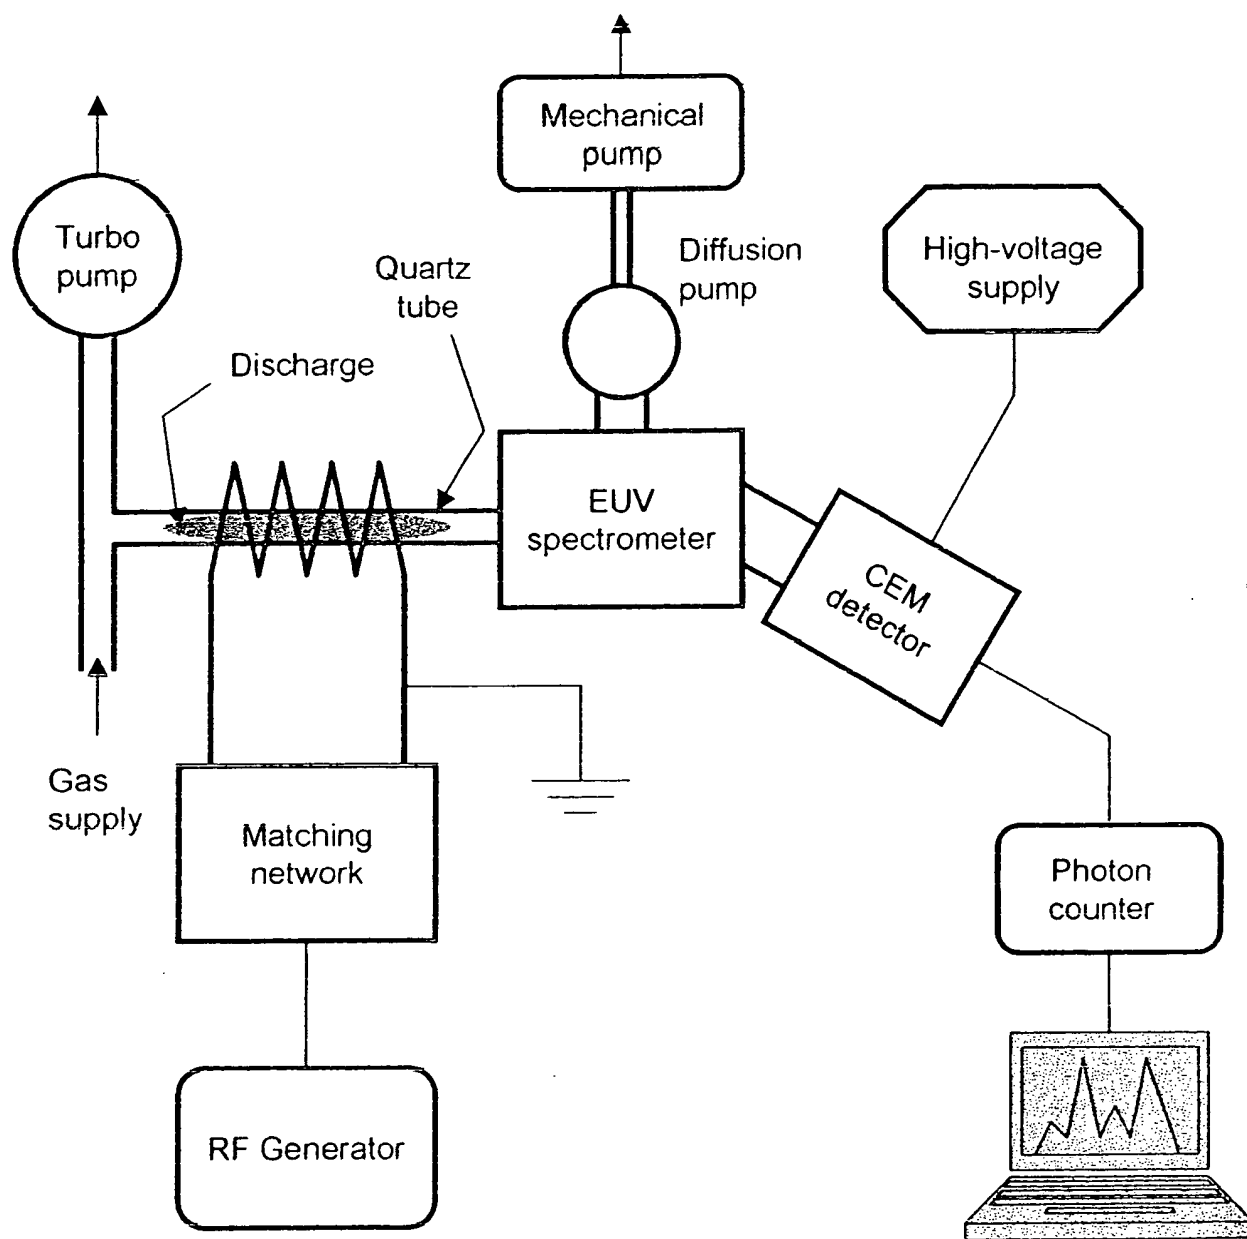 Mechanical
pump
Turbo
pump
Quartz
tube
Diffusion
pump
High-voltage
supply
Discharge
EUV
spectrometer
CEM
detector
Gas
supply
Matching
network
Photon
counter
RF Generator